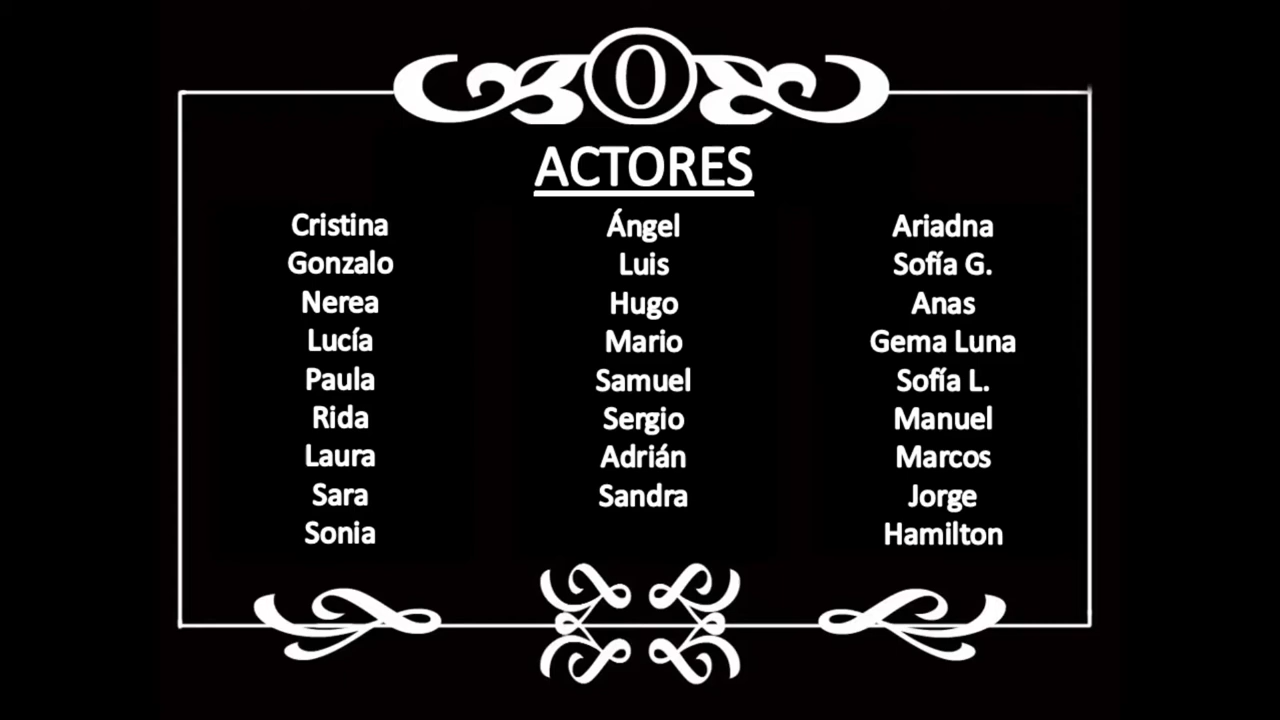 O
ACTORES
Cristina
Gonzalo
Nerea
Lucía
Paula
Rida
Laura
Sara
Sonia
Ángel
Luis
Hugo
Mario
Samuel
Sergio
Adrián
Sandra
Ariadna
Sofía G.
Anas
Gema Luna
Sofía L.
Manuel
Marcos
Jorge
Hamilton